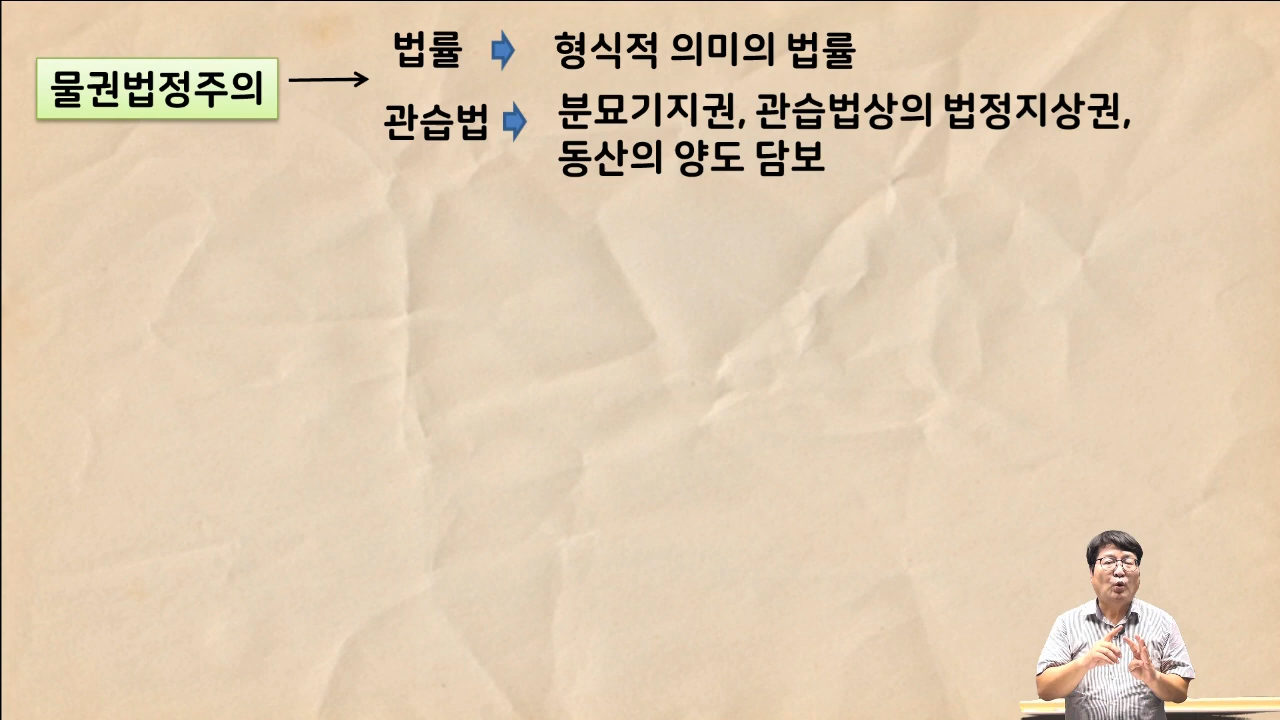 물권법정주의
법률
형식적 의미의 법률
관습법
분묘기지권, 관습법상의 법정지상권,
동산의 양도 담보